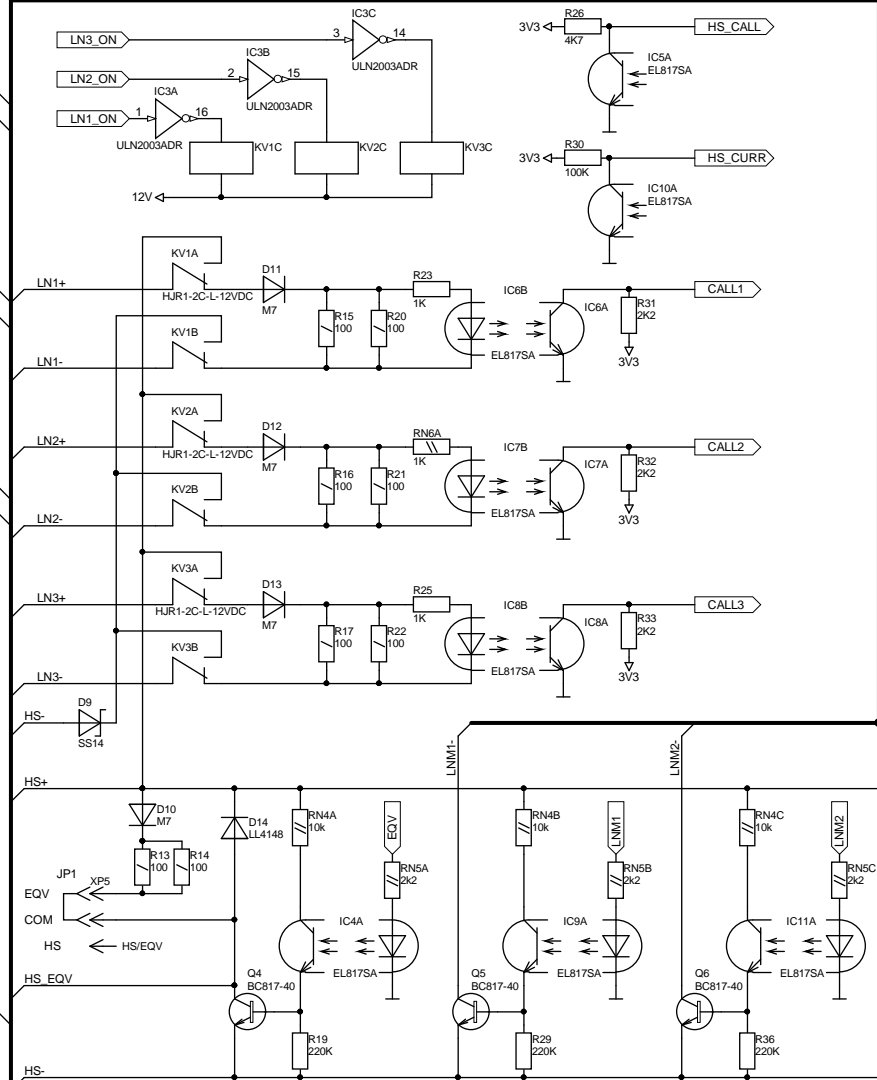 LN3_ON
3
IC3C
14
ULN2003ADR
LN2_ON
2
IC3B
15
ULN2003ADR
LN1_ON
1
IC3A
16
ULN2003ADR
KV1C
KV2C
KV3C
12V
3V3
R26
4K7
HS_CALL
IC5A
EL817SA
3V3
R30
100K
HS_CURR
IC10A
EL817SA
LN1+
KV1A
HJR1-2C-L-12VDC
D11
M7
R15
100
R20
100
R23
1K
IC6B
IC6A
EL817SA
R31
2K2
3V3
CALL1
KV1B
LN1-
LN2+
KV2A
HJR1-2C-L-12VDC
D12
M7
R16
100
R21
100
RN6A
1K
IC7B
IC7A
EL817SA
R32
2K2
3V3
CALL2
KV2B
LN2-
LN3+
KV3A
HJR1-2C-L-12VDC
D13
M7
R17
100
R22
100
R25
1K
IC8B
IC8A
EL817SA
R33
2K2
3V3
CALL3
KV3B
LN3-
HS-
D9
SS14
LNM1-
LNM2-
HS+
D10
M7
R13
100
R14
100
D14
LL4148
JP1
XP5
EQV
COM
HS
HS/EQV
HS_EQV
RN4A
10k
EQV
RN5A
2k2
IC4A
EL817SA
Q4
BC817-40
R19
220K
RN4B
10k
LNM1
RN5B
2k2
IC9A
EL817SA
Q5
BC817-40
R29
220K
RN4C
10k
LNM2
RN5C
2k2
IC11A
EL817SA
Q6
BC817-40
R36
220K
HS-